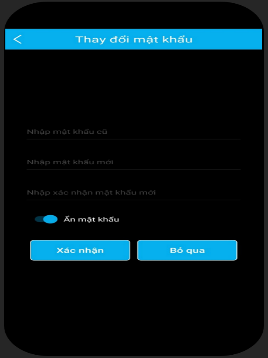 Thay đổi mật khẩu
Nhập mật khẩu cũ
Nhập mật khẩu mới
Nhập xác nhận mật khẩu mới
Ẩn mật khẩu
Xác nhận
Bỏ qua